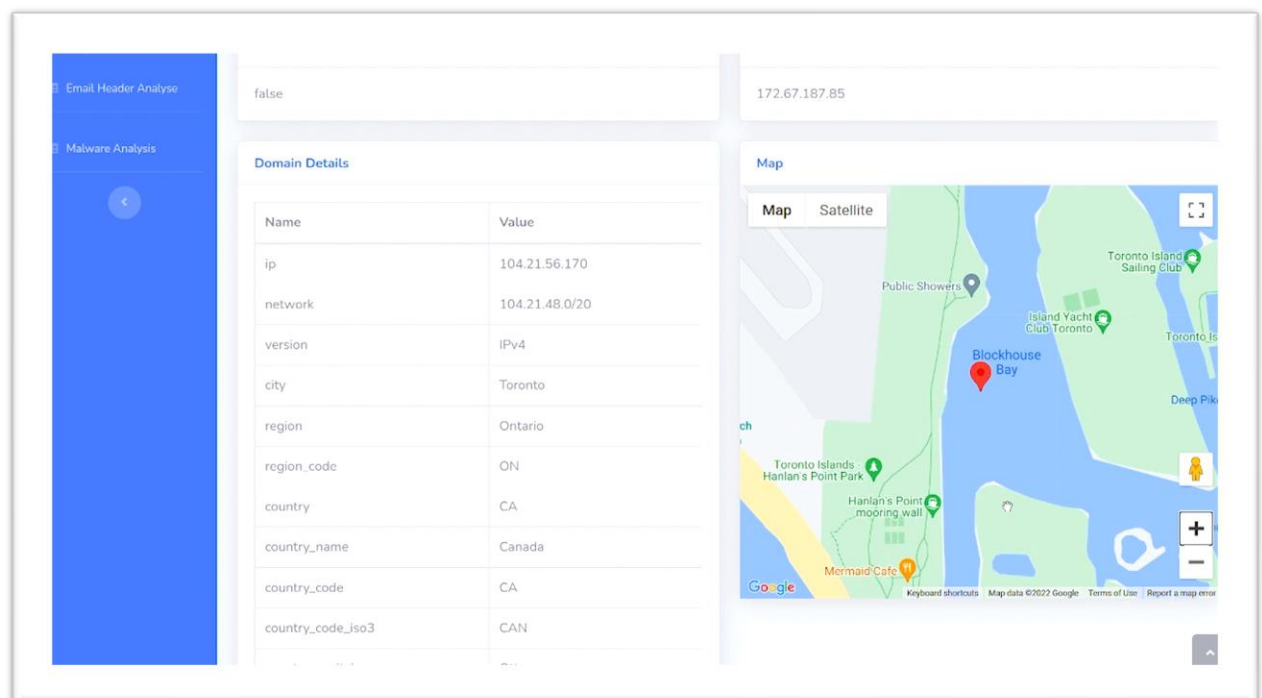 Email Header Analyse
Malware Analysis
false
172.67.187.85
Domain Details
Name Value
ip 104.21.56.170
network 104.21.48.0/20
version IPv4
city Toronto
region Ontario
region_code ON
country CA
country_name Canada
country_code CA
country_code_iso3 CAN
Map
Map Satellite
Toronto Island
Sailing Club
Public Showers
Island Yacht
Club Toronto
Toronto Is
Blockhouse
Bay
Deep Pik
ch
Toronto Islands -
Hanlan's Point Park
Hanlan's Point
mooring wall
Mermaid Cafe
Google
Keyboard shortcuts Map data ©2022 Google Terms of Use Report a map error